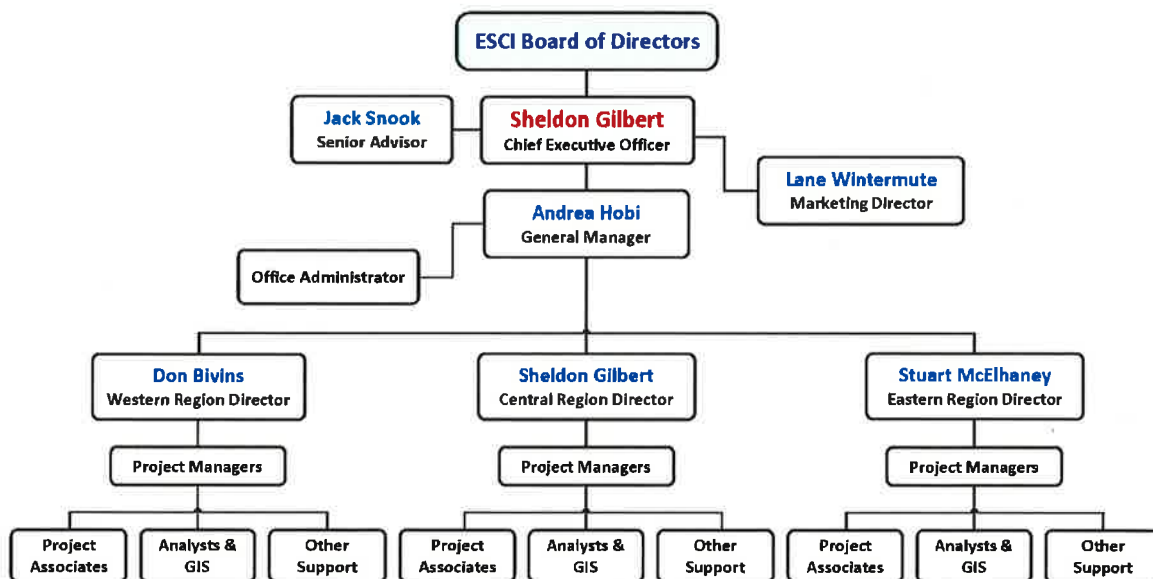 ESCI Board of Directors
Jack Snook
Senior Advisor
Sheldon Gilbert
Chief Executive Officer
Lane Wintermute
Marketing Director
Andrea Hobi
General Manager
Office Administrator
Don Bivins
Western Region Director
Sheldon Gilbert
Central Region Director
Stuart McElhaney
Eastern Region Director
Project Managers
Project Managers
Project Managers
Project
Associates
Analysts &
GIS
Other
Support
Project
Associates
Analysts &
GIS
Other
Support
Project
Associates
Analysts &
GIS
Other
Support